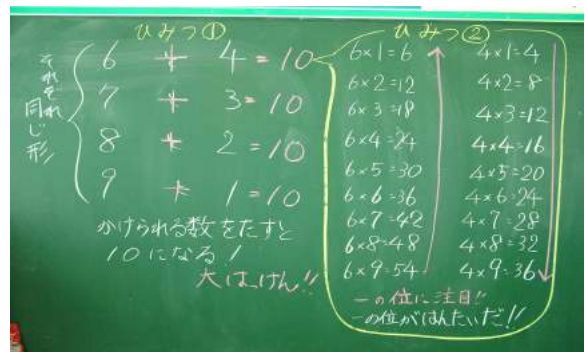 ひみつ①
それぞれ同じ形
6 + 4 = 10
7 + 3 = 10
8 + 2 = 10
9 + 1 = 10
かけられる数をたすと
10になる!
大はっけん!!
ひみつ②
6×1=6 4×1=4
6×2=12 4×2=8
6×3=18 4×3=12
6×4=24 4×4=16
6×5=30 4×5=20
6×6=36 4×6=24
6×7=42 4×7=28
6×8=48 4×8=32
6×9=54 4×9=36
一の位に注目!!
一の位がはんたいだ!!